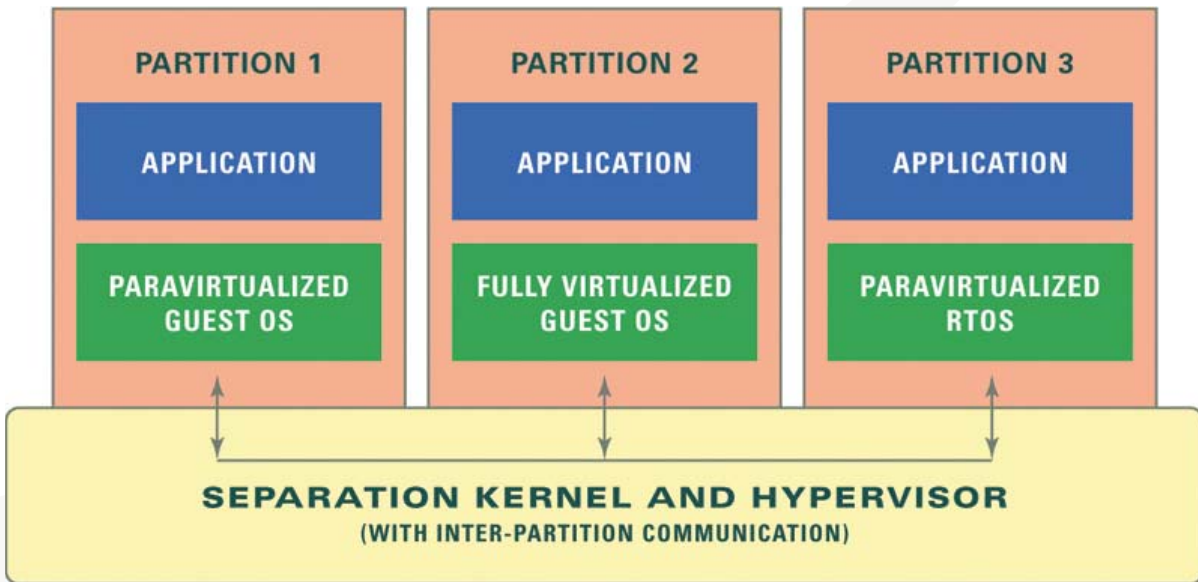 PARTITION 1
APPLICATION
PARAVIRTUALIZED
GUEST OS
PARTITION 2
APPLICATION
FULLY VIRTUALIZED
GUEST OS
PARTITION 3
APPLICATION
PARAVIRTUALIZED
RTOS
SEPARATION KERNEL AND HYPERVISOR
(WITH INTER-PARTITION COMMUNICATION)